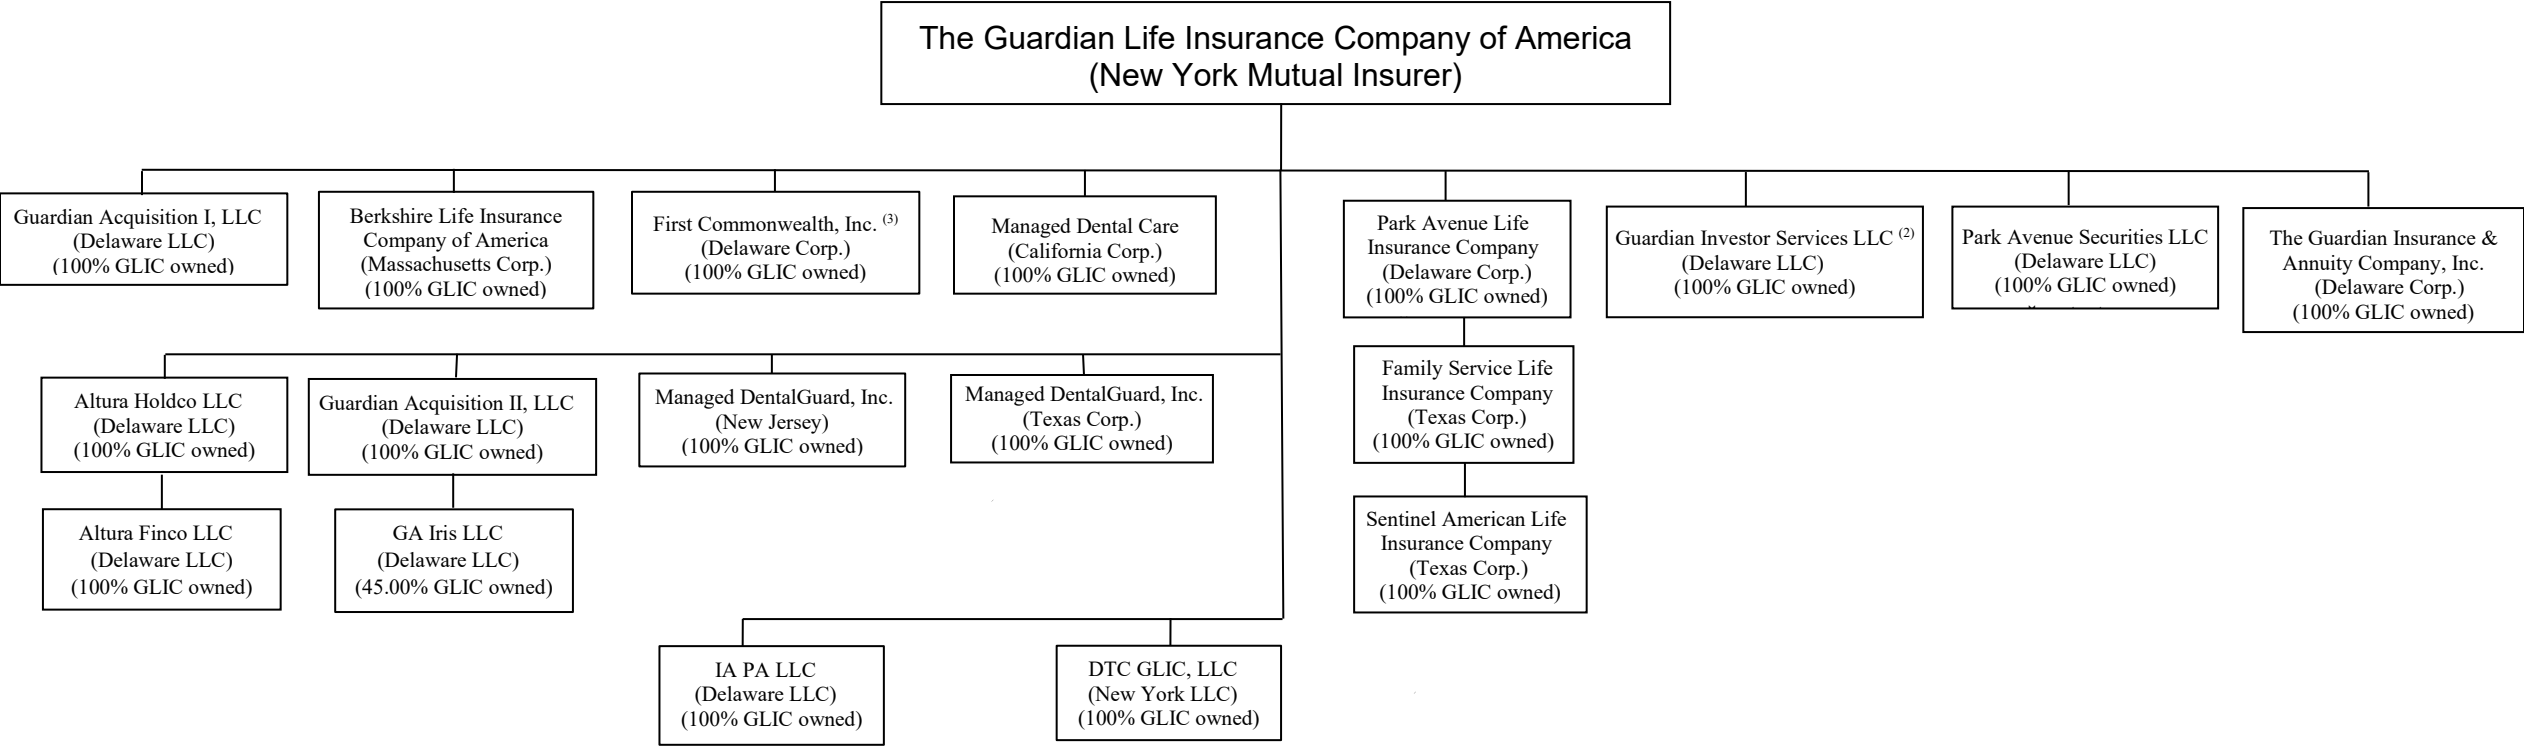 The Guardian Life Insurance Company of America
(New York Mutual Insurer)
Guardian Acquisition I, LLC
(Delaware LLC)
(100% GLIC owned)
Berkshire Life Insurance
Company of America
(Massachusetts Corp.)
(100% GLIC owned)
First Commonwealth, Inc. (3)
(Delaware Corp.)
(100% GLIC owned)
Managed Dental Care
(California Corp.)
(100% GLIC owned)
Park Avenue Life
Insurance Company
(Delaware Corp.)
(100% GLIC owned)
Guardian Investor Services LLC (2)
(Delaware LLC)
(100% GLIC owned)
Park Avenue Securities LLC
(Delaware LLC)
(100% GLIC owned)
The Guardian Insurance &
Annuity Company, Inc.
(Delaware Corp.)
(100% GLIC owned)
Altura Holdco LLC
(Delaware LLC)
(100% GLIC owned)
Guardian Acquisition II, LLC
(Delaware LLC)
(100% GLIC owned)
Managed DentalGuard, Inc.
(New Jersey)
(100% GLIC owned)
Managed DentalGuard, Inc.
(Texas Corp.)
(100% GLIC owned)
Family Service Life
Insurance Company
(Texas Corp.)
(100% GLIC owned)
Altura Finco LLC
(Delaware LLC)
(100% GLIC owned)
GA Iris LLC
(Delaware LLC)
(45.00% GLIC owned)
Sentinel American Life
Insurance Company
(Texas Corp.)
(100% GLIC owned)
IA PA LLC
(Delaware LLC)
(100% GLIC owned)
DTC GLIC, LLC
(New York LLC)
(100% GLIC owned)